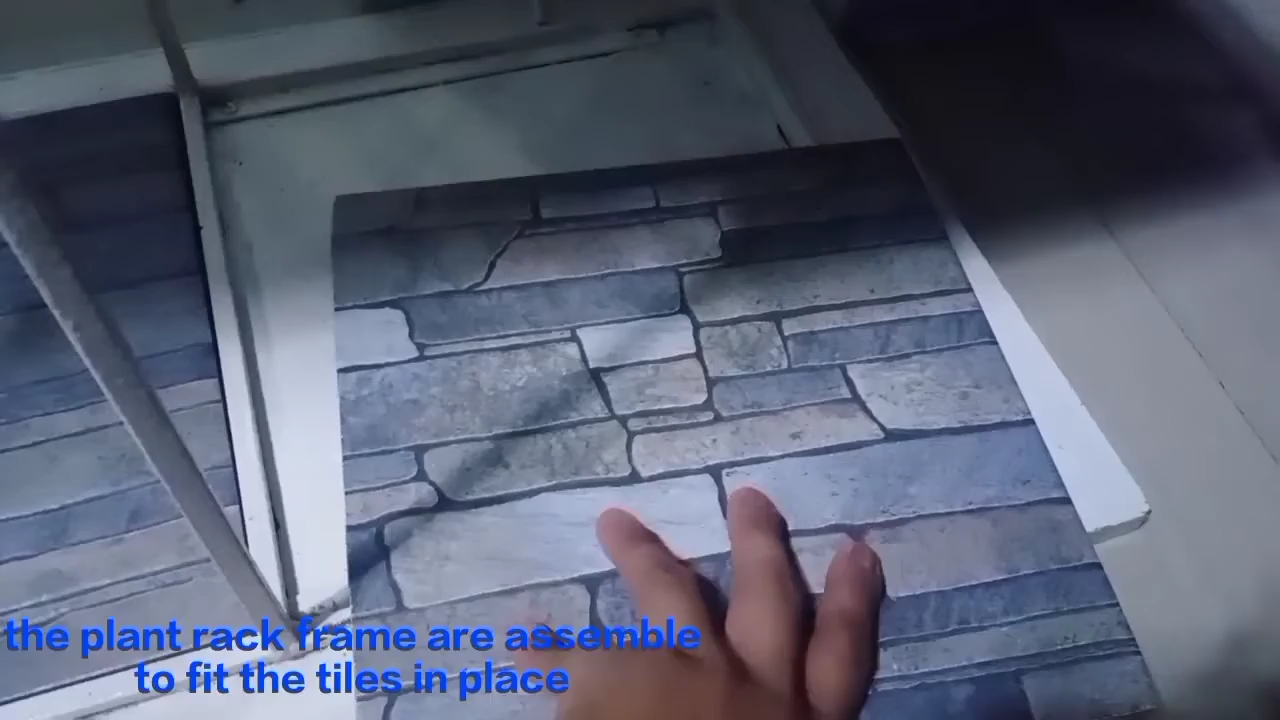 the plant rack frame are assemble
to fit the tiles in place